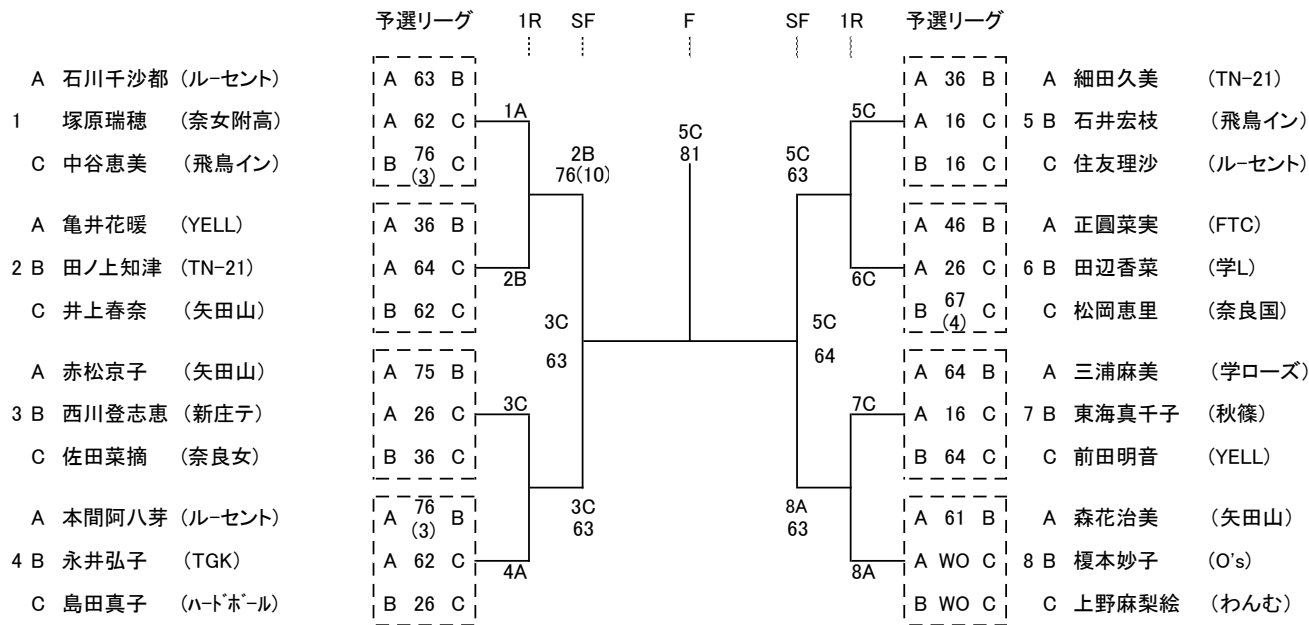 予選リーグ 1R SF F SF 1R 予選リーグ
A 石川千沙都 (ルーセント) A 63 B A 36 B A 細田久美 (TN-21)
1 塚原瑞穂 (奈女附高) A 62 C 1A 5C A 16 C 5 B 石井宏枝 (飛鳥イン)
5C
81
C 中谷恵美 (飛鳥イン) B 76(3) C 2B 76(10) 5C 63 B 16 C C 住友理沙 (ルーセント)
A 亀井花暖 (YELL) A 36 B A 46 B A 正圓菜実 (FTC)
2 B 田ノ上知津 (TN-21) A 64 C 2B 6C A 26 C 6 B 田辺香菜 (学L)
C 井上春奈 (矢田山) B 62 C B 67(4) C C 松岡恵里 (奈良国)
3C 5C
63 64
A 赤松京子 (矢田山) A 75 B A 64 B A 三浦麻美 (学ローズ)
3 B 西川登志恵 (新庄テ) A 26 C 3C 7C A 16 C 7 B 東海真千子 (秋篠)
C 佐田菜摘 (奈良女) B 36 C B 64 C C 前田明音 (YELL)
A 本間阿八芽 (ルーセント) A 76(3) B 3C 63 8A 63 A 61 B A 森花治美 (矢田山)
4 B 永井弘子 (TGK) A 62 C 4A 8A A WO C 8 B 榎本妙子 (O's)
C 島田真子 (ハードボール) B 26 C B WO C C 上野麻梨絵 (わんむ)